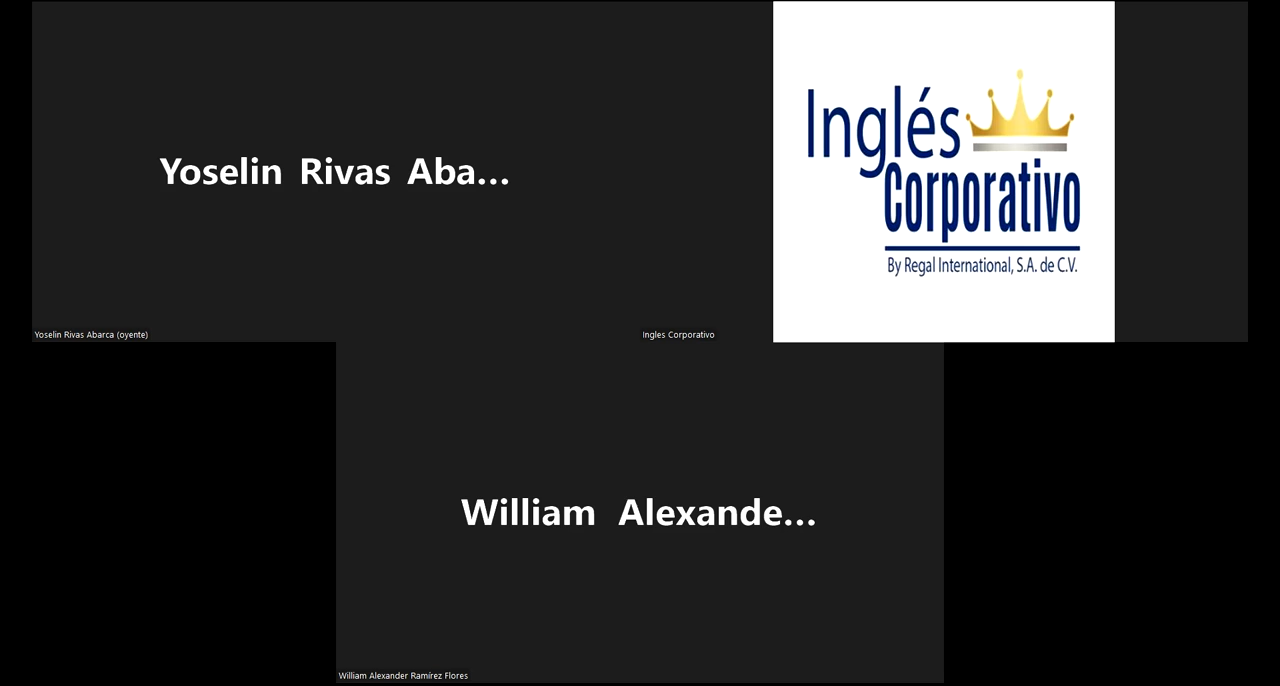 Yoselin Rivas Aba...
Yoselin Rivas Abarca (oyente)
Inglés
Corporativo
By Regal International, S.A. de C.V.
Ingles Corporativo
William Alexande...
William Alexander Ramírez Flores